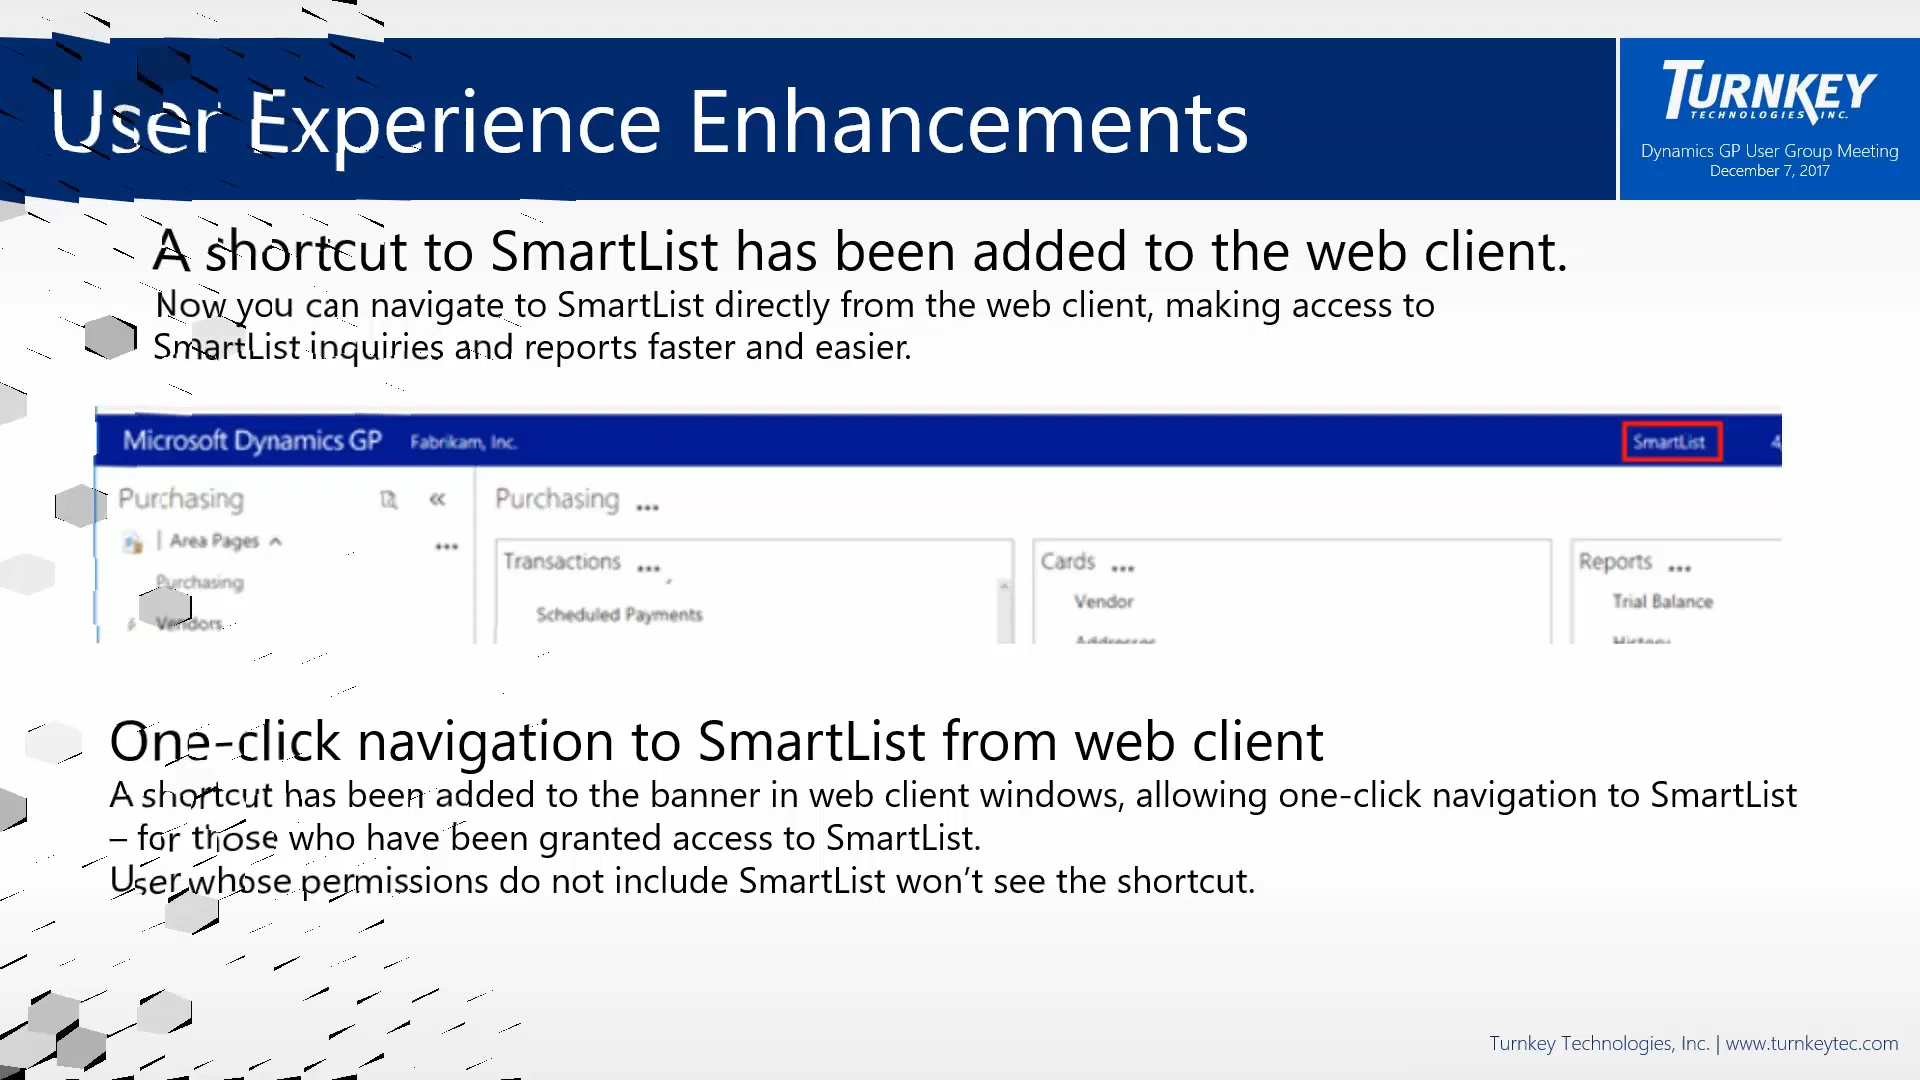 User Experience Enhancements
TURNKEY
TECHNOLOGIES, INC.
Dynamics GP User Group Meeting
December 7, 2017
A shortcut to SmartList has been added to the web client.
Now you can navigate to SmartList directly from the web client, making access to
SmartList inquiries and reports faster and easier.
Microsoft Dynamics GP Fabrikam, Inc. SmartList
Purchasing
Purchasing ...
Area Pages
Purchasing
Vendors
Transactions ...
Scheduled Payments
Cards ...
Vendor
Addresses
Reports ...
Trial Balance
History
One-click navigation to SmartList from web client
A shortcut has been added to the banner in web client windows, allowing one-click navigation to SmartList
– for those who have been granted access to SmartList.
User whose permissions do not include SmartList won’t see the shortcut.
Turnkey Technologies, Inc. | www.turnkeytec.com